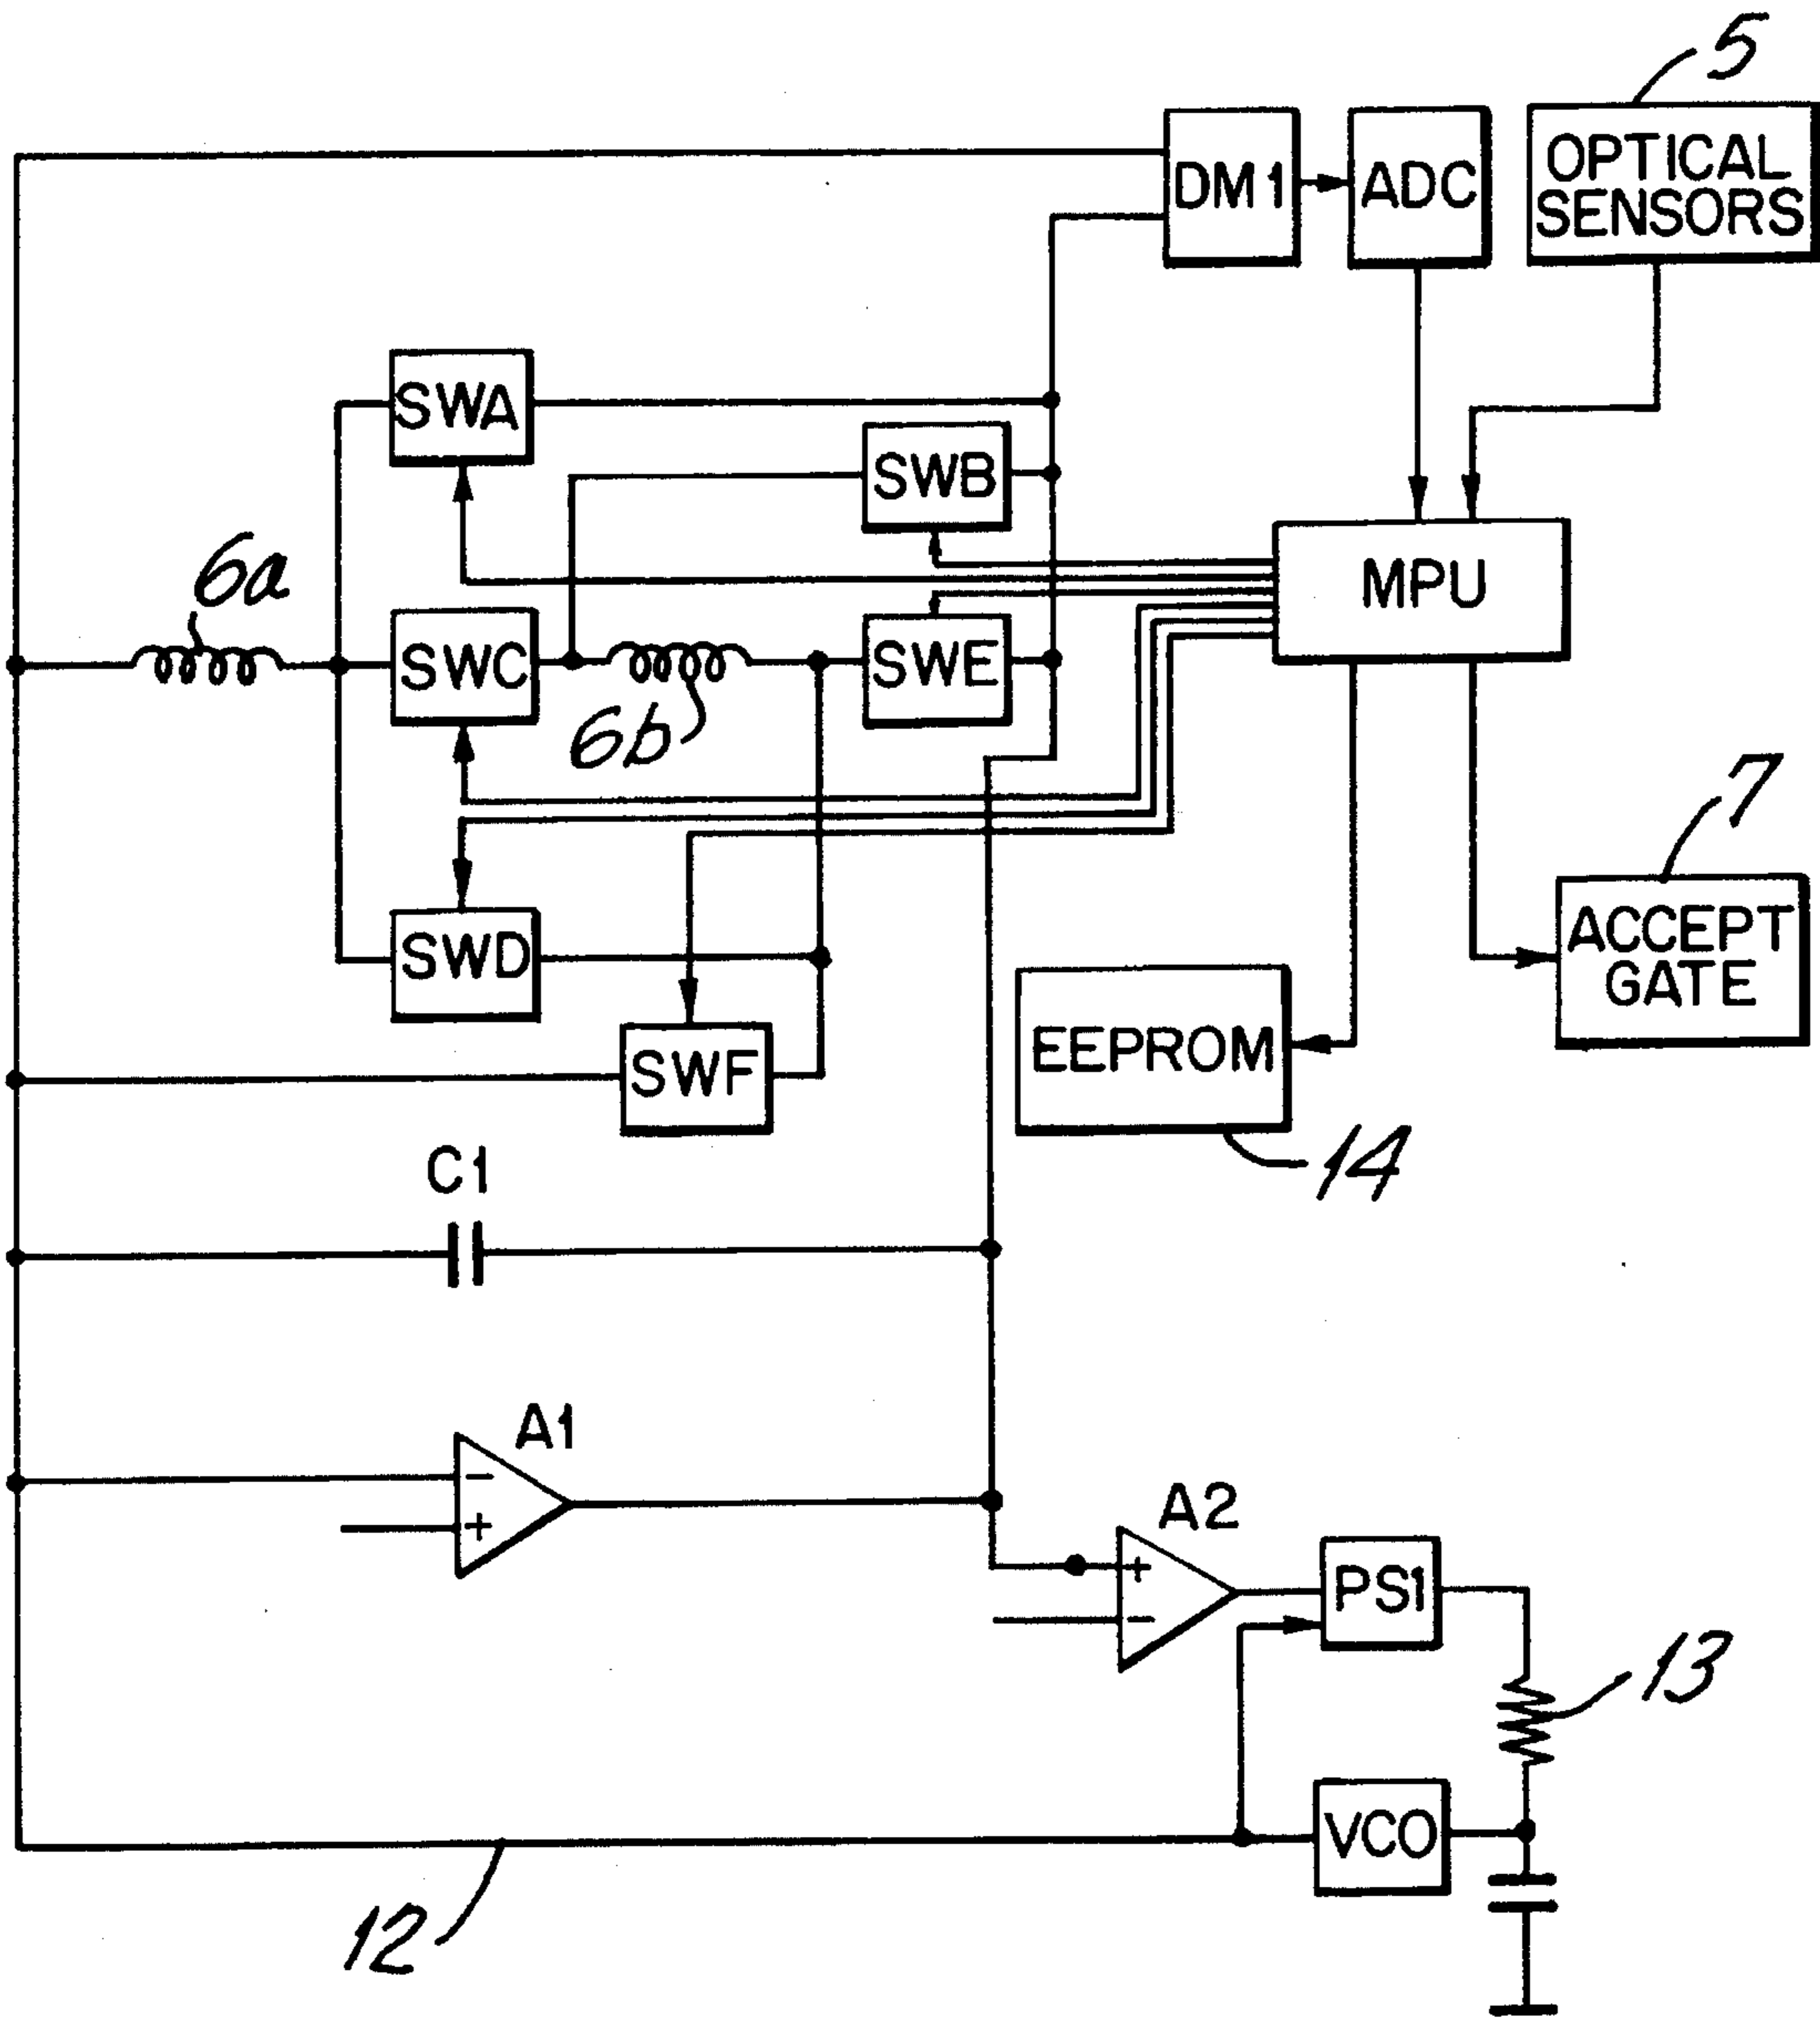 5
DM1
ADC
OPTICAL
SENSORS
SWA
SWB
6a
MPU
SWC
SWE
6b
7
SWD
ACCEPT
GATE
EEPROM
SWF
14
C1
A1
−
+
A2
+
−
PS1
13
VCO
12